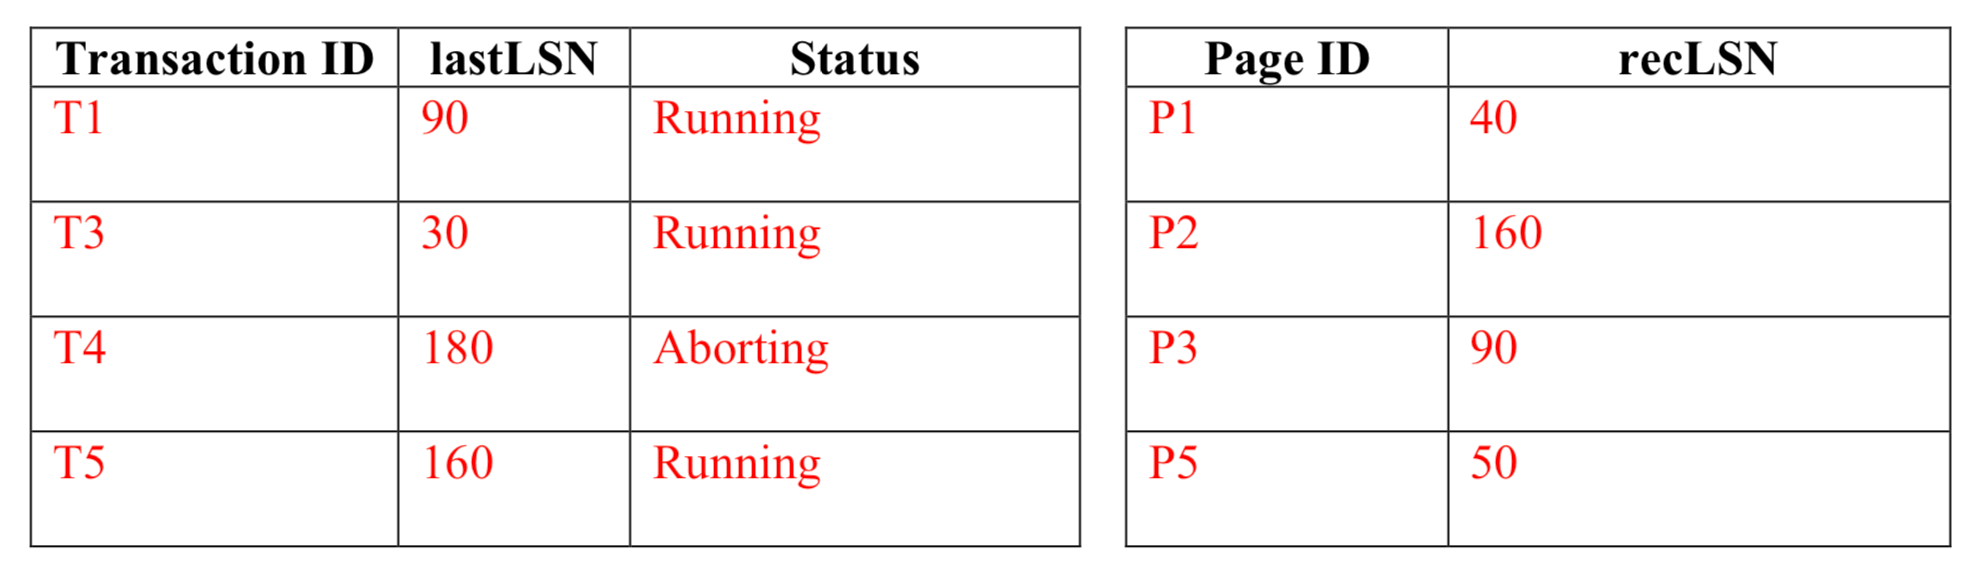 Transaction ID lastLSN Status
T1 90 Running
T3 30 Running
T4 180 Aborting
T5 160 Running
Page ID recLSN
P1 40
P2 160
P3 90
P5 50